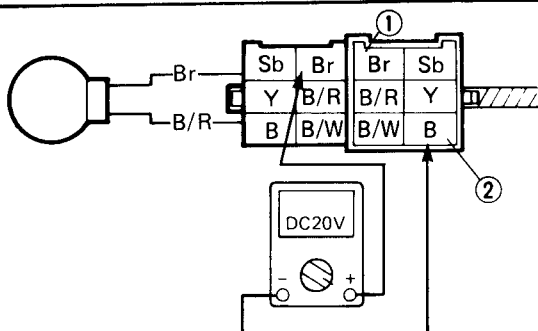 ①
Sb Br Br Sb
Br
Y B/R B/R Y
B/R
B B/W B/W B
②
DC20V
- +